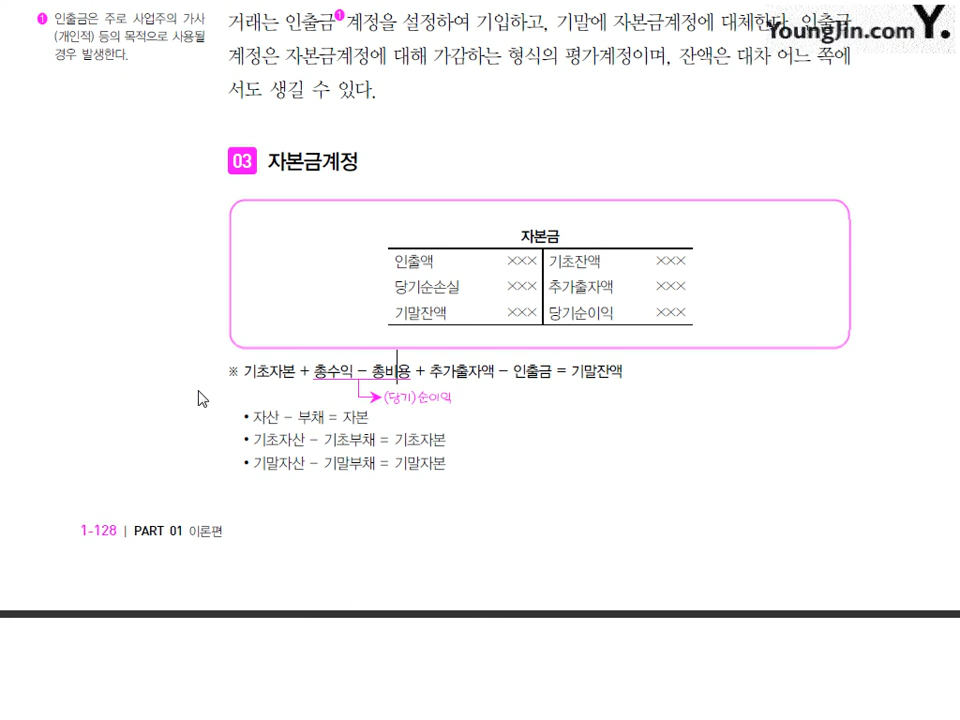 ❶ 인출금은 주로 사업주의 가사
(개인적) 등의 목적으로 사용될
경우 발생한다.
거래는 인출금❶계정을 설정하여 기입하고, 기말에 자본금계정에 대체한다. 인출금
계정은 자본금계정에 대해 가감하는 형식의 평가계정이며, 잔액은 대차 어느 쪽에
서도 생길 수 있다.
YoungJin.com Y.
03 자본금계정
자본금
인출액 ××× 기초잔액 ×××
당기순손실 ××× 추가출자액 ×××
기말잔액 ××× 당기순이익 ×××
※ 기초자본 + 총수익 - 총비용 + 추가출자액 - 인출금 = 기말잔액
(당기)순이익
• 자산 - 부채 = 자본
• 기초자산 - 기초부채 = 기초자본
• 기말자산 - 기말부채 = 기말자본
1-128 | PART 01 이론편